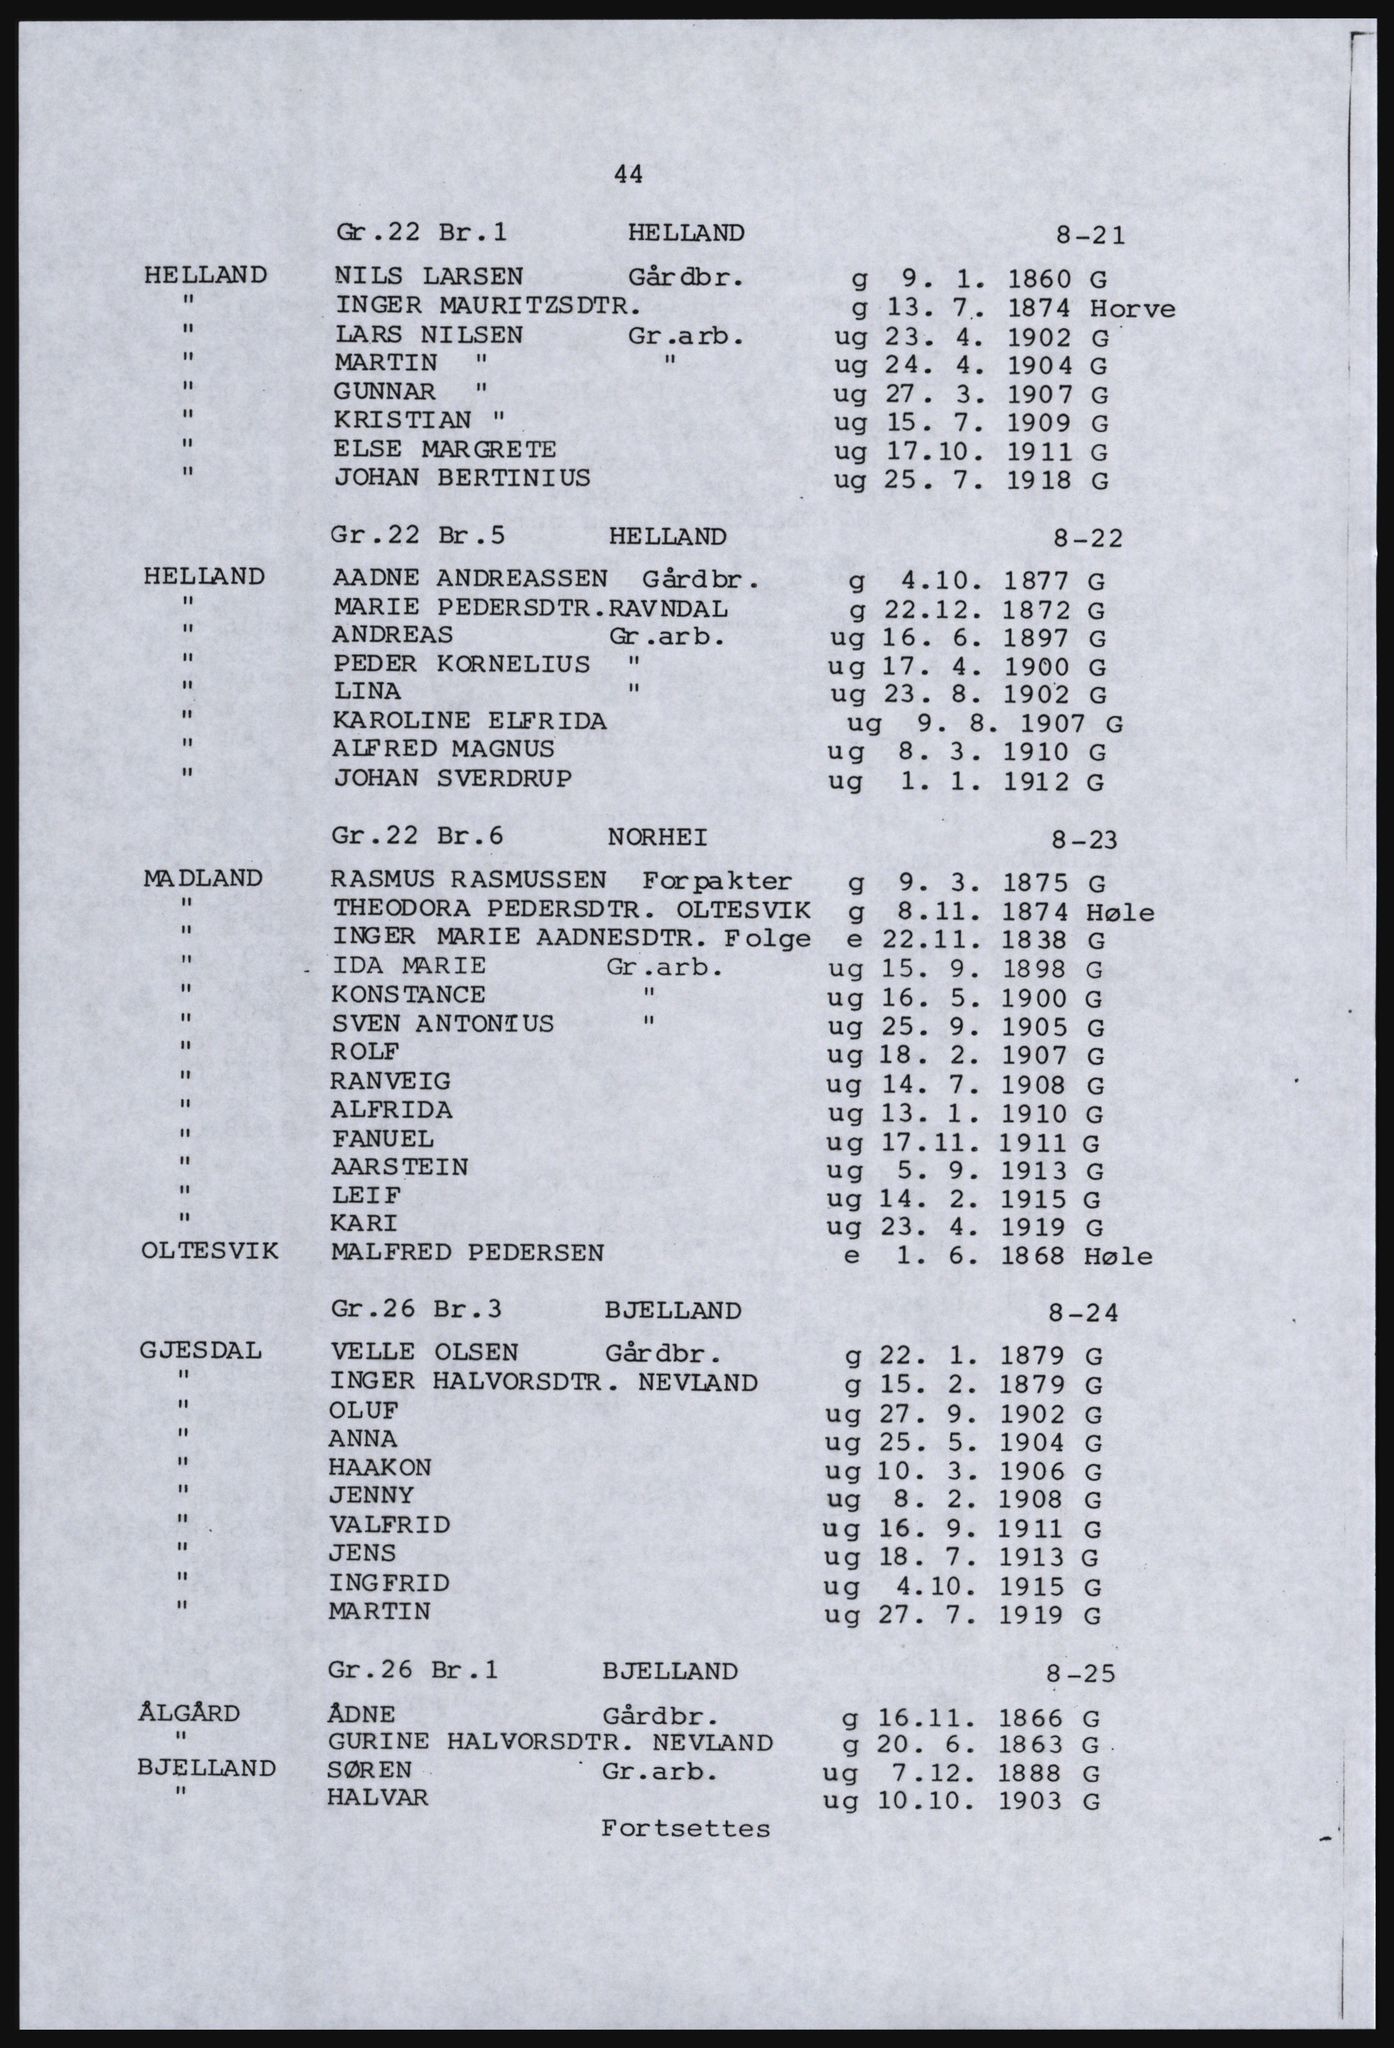 44
Gr.22 Br.1 HELLAND 8-21
HELLAND NILS LARSEN Gårdbr. g 9. 1. 1860 G
" INGER MAURITZSDTR. g 13. 7. 1874 Horve
" LARS NILSEN Gr.arb. ug 23. 4. 1902 G
" MARTIN " " ug 24. 4. 1904 G
" GUNNAR " ug 27. 3. 1907 G
" KRISTIAN " ug 15. 7. 1909 G
" ELSE MARGRETE ug 17.10. 1911 G
" JOHAN BERTINIUS ug 25. 7. 1918 G
Gr.22 Br.5 HELLAND 8-22
HELLAND AADNE ANDREASSEN Gårdbr. g 4.10. 1877 G
" MARIE PEDERSDTR.RAVNDAL g 22.12. 1872 G
" ANDREAS Gr.arb. ug 16. 6. 1897 G
" PEDER KORNELIUS " ug 17. 4. 1900 G
" LINA " ug 23. 8. 1902 G
" KAROLINE ELFRIDA ug 9. 8. 1907 G
" ALFRED MAGNUS ug 8. 3. 1910 G
" JOHAN SVERDRUP ug 1. 1. 1912 G
Gr.22 Br.6 NORHEI 8-23
MADLAND RASMUS RASMUSSEN Forpakter g 9. 3. 1875 G
" THEODORA PEDERSDTR. OLTESVIK g 8.11. 1874 Høle
" INGER MARIE AADNESDTR. Folge e 22.11. 1838 G
" IDA MARIE Gr.arb. ug 15. 9. 1898 G
" KONSTANCE " ug 16. 5. 1900 G
" SVEN ANTONIUS " ug 25. 9. 1905 G
" ROLF ug 18. 2. 1907 G
" RANVEIG ug 14. 7. 1908 G
" ALFRIDA ug 13. 1. 1910 G
" FANUEL ug 17.11. 1911 G
" AARSTEIN ug 5. 9. 1913 G
" LEIF ug 14. 2. 1915 G
" KARI ug 23. 4. 1919 G
OLTESVIK MALFRED PEDERSEN e 1. 6. 1868 Høle
Gr.26 Br.3 BJELLAND 8-24
GJESDAL VELLE OLSEN Gårdbr. g 22. 1. 1879 G
" INGER HALVORSDTR. NEVLAND g 15. 2. 1879 G
" OLUF ug 27. 9. 1902 G
" ANNA ug 25. 5. 1904 G
" HAAKON ug 10. 3. 1906 G
" JENNY ug 8. 2. 1908 G
" VALFRID ug 16. 9. 1911 G
" JENS ug 18. 7. 1913 G
" INGFRID ug 4.10. 1915 G
" MARTIN ug 27. 7. 1919 G
Gr.26 Br.1 BJELLAND 8-25
ÅLGÅRD ÅDNE Gårdbr. g 16.11. 1866 G
" GURINE HALVORSDTR. NEVLAND g 20. 6. 1863 G
BJELLAND SØREN Gr.arb. ug 7.12. 1888 G
" HALVAR ug 10.10. 1903 G
Fortsettes